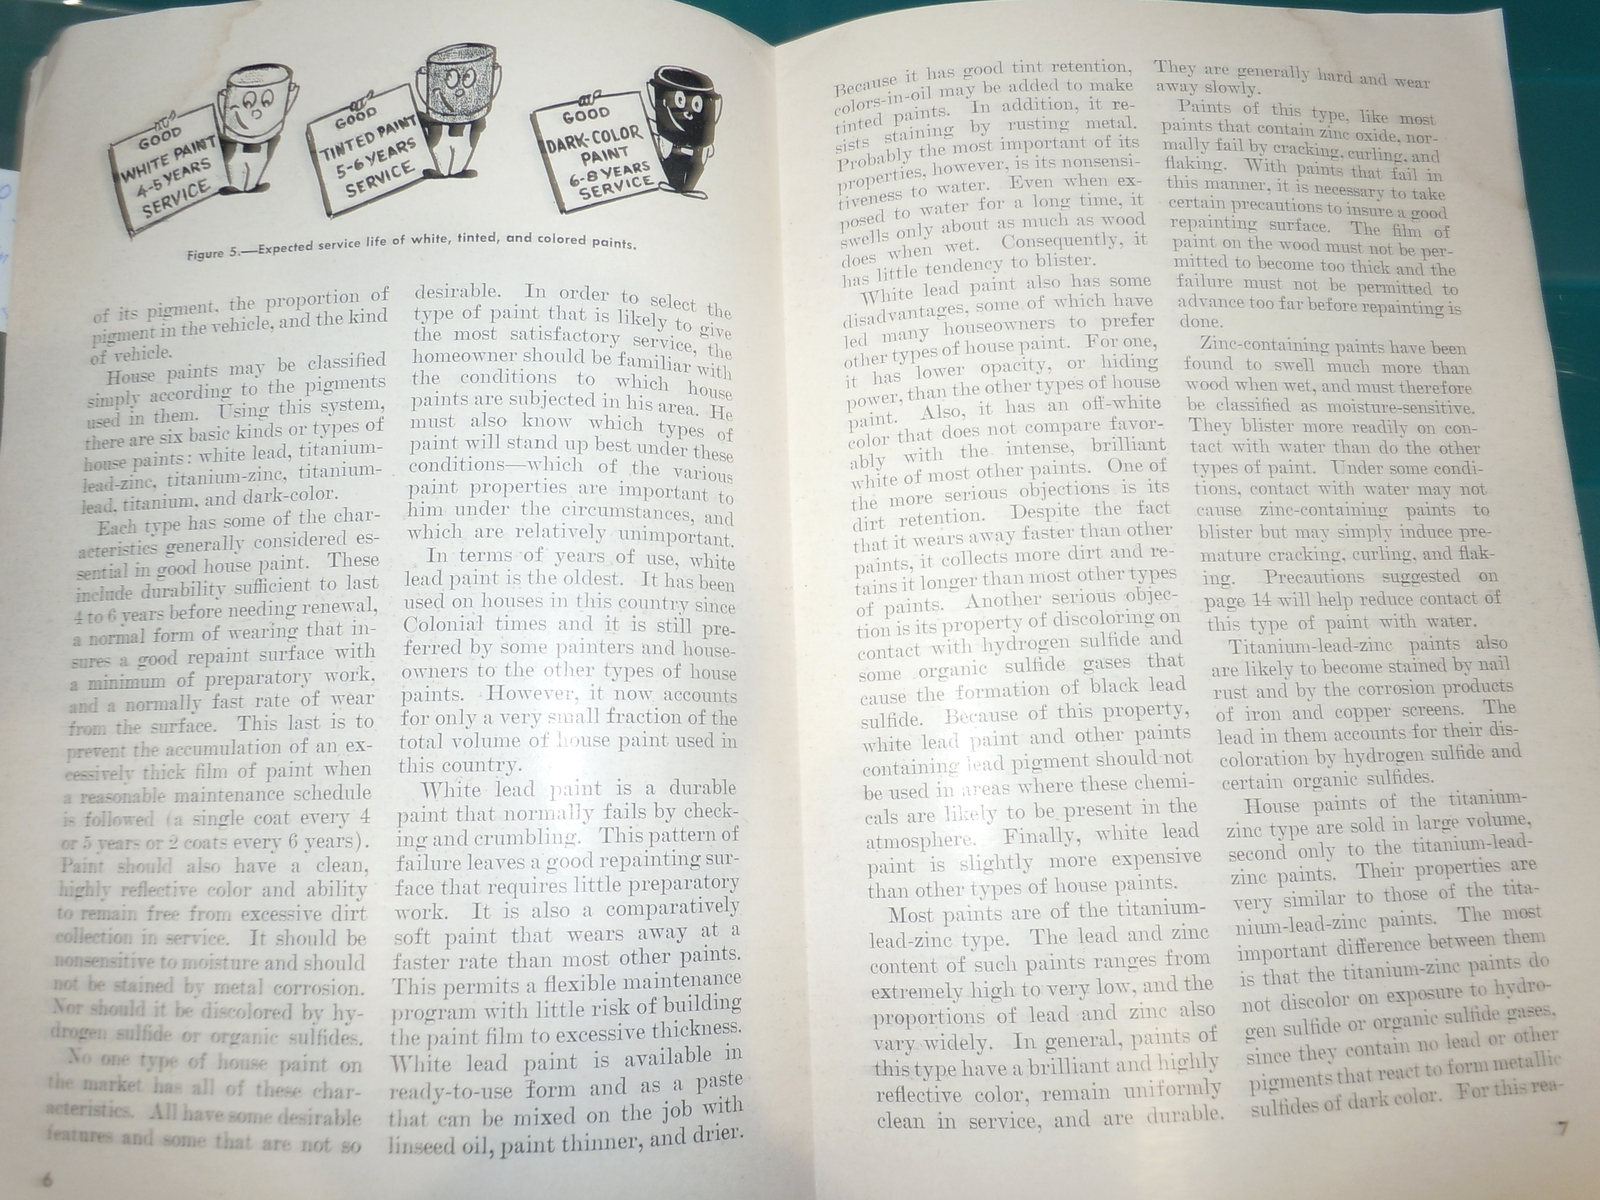 GOOD
WHITE PAINT
4-5 YEARS
SERVICE
GOOD
TINTED PAINT
5-6 YEARS
SERVICE
GOOD
DARK-COLOR
PAINT
6-8 YEARS
SERVICE
Figure 5.—Expected service life of white, tinted, and colored paints.
of its pigment, the proportion of
pigment in the vehicle, and the kind
of vehicle.
House paints may be classified
simply according to the pigments
used in them. Using this system,
there are six basic kinds or types of
house paints: white lead, titanium-
lead-zinc, titanium-zinc, titanium-
lead, titanium, and dark-color.
Each type has some of the char-
acteristics generally considered es-
sential in good house paint. These
include durability sufficient to last
4 to 6 years before needing renewal,
a normal form of wearing that in-
sures a good repaint surface with
a minimum of preparatory work,
and a normally fast rate of wear
from the surface. This last is to
prevent the accumulation of an ex-
cessively thick film of paint when
a reasonable maintenance schedule
is followed (a single coat every 4
or 5 years or 2 coats every 6 years).
Paint should also have a clean,
highly reflective color and ability
to remain free from excessive dirt
collection in service. It should be
nonsensitive to moisture and should
not be stained by metal corrosion.
Nor should it be discolored by hy-
drogen sulfide or organic sulfides.
No one type of house paint on
the market has all of these char-
acteristics. All have some desirable
features and some that are not so
6
desirable. In order to select the
type of paint that is likely to give
the most satisfactory service, the
homeowner should be familiar with
the conditions to which house
paints are subjected in his area. He
must also know which types of
paint will stand up best under these
conditions—which of the various
paint properties are important to
him under the circumstances, and
which are relatively unimportant.
In terms of years of use, white
lead paint is the oldest. It has been
used on houses in this country since
Colonial times and it is still pre-
ferred by some painters and house-
owners to the other types of house
paints. However, it now accounts
for only a very small fraction of the
total volume of house paint used in
this country.
White lead paint is a durable
paint that normally fails by check-
ing and crumbling. This pattern of
failure leaves a good repainting sur-
face that requires little preparatory
work. It is also a comparatively
soft paint that wears away at a
faster rate than most other paints.
This permits a flexible maintenance
program with little risk of building
the paint film to excessive thickness.
White lead paint is available in
ready-to-use form and as a paste
that can be mixed on the job with
linseed oil, paint thinner, and drier.
Because it has good tint retention,
colors-in-oil may be added to make
tinted paints. In addition, it re-
sists staining by rusting metal.
Probably the most important of its
properties, however, is its nonsensi-
tiveness to water. Even when ex-
posed to water for a long time, it
swells only about as much as wood
does when wet. Consequently, it
has little tendency to blister.
White lead paint also has some
disadvantages, some of which have
led many houseowners to prefer
other types of house paint. For one,
it has lower opacity, or hiding
power, than the other types of house
paint. Also, it has an off-white
color that does not compare favor-
ably with the intense, brilliant
white of most other paints. One of
the more serious objections is its
dirt retention. Despite the fact
that it wears away faster than other
paints, it collects more dirt and re-
tains it longer than most other types
of paints. Another serious objec-
tion is its property of discoloring on
contact with hydrogen sulfide and
some organic sulfide gases that
cause the formation of black lead
sulfide. Because of this property,
white lead paint and other paints
containing lead pigment should not
be used in areas where these chemi-
cals are likely to be present in the
atmosphere. Finally, white lead
paint is slightly more expensive
than other types of house paints.
Most paints are of the titanium-
lead-zinc type. The lead and zinc
content of such paints ranges from
extremely high to very low, and the
proportions of lead and zinc also
vary widely. In general, paints of
this type have a brilliant and highly
reflective color, remain uniformly
clean in service, and are durable.
They are generally hard and wear
away slowly.
Paints of this type, like most
paints that contain zinc oxide, nor-
mally fail by cracking, curling, and
flaking. With paints that fail in
this manner, it is necessary to take
certain precautions to insure a good
repainting surface. The film of
paint on the wood must not be per-
mitted to become too thick and the
failure must not be permitted to
advance too far before repainting is
done.
Zinc-containing paints have been
found to swell much more than
wood when wet, and must therefore
be classified as moisture-sensitive.
They blister more readily on con-
tact with water than do the other
types of paint. Under some condi-
tions, contact with water may not
cause zinc-containing paints to
blister but may simply induce pre-
mature cracking, curling, and flak-
ing. Precautions suggested on
page 14 will help reduce contact of
this type of paint with water.
Titanium-lead-zinc paints also
are likely to become stained by nail
rust and by the corrosion products
of iron and copper screens. The
lead in them accounts for their dis-
coloration by hydrogen sulfide and
certain organic sulfides.
House paints of the titanium-
zinc type are sold in large volume,
second only to the titanium-lead-
zinc paints. Their properties are
very similar to those of the tita-
nium-lead-zinc paints. The most
important difference between them
is that the titanium-zinc paints do
not discolor on exposure to hydro-
gen sulfide or organic sulfide gases,
since they contain no lead or other
pigments that react to form metallic
sulfides of dark color. For this rea-
7